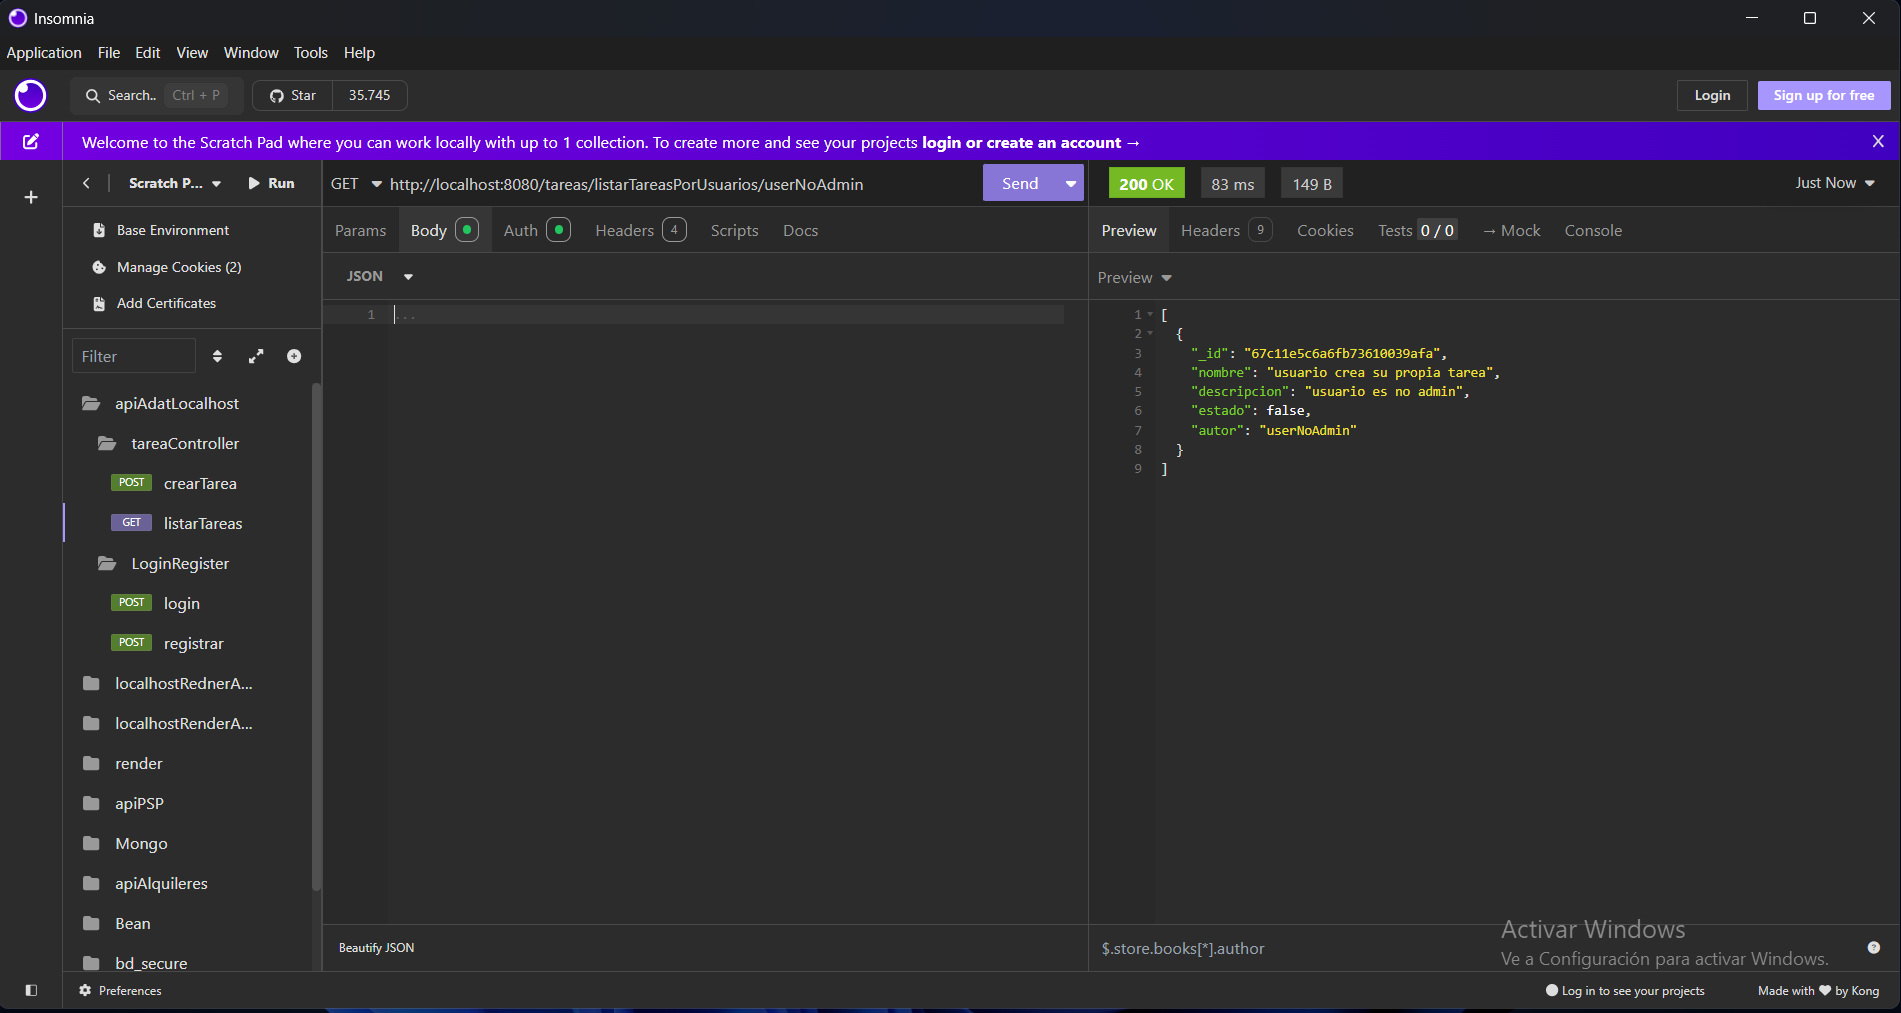 Insomnia
Application File Edit View Window Tools Help
Search.. Ctrl + P Star 35.745 Login Sign up for free
Welcome to the Scratch Pad where you can work locally with up to 1 collection. To create more and see your projects login or create an account → X
Scratch P... Run GET http://localhost:8080/tareas/listarTareasPorUsuarios/userNoAdmin Send 200 OK 83 ms 149 B Just Now
Base Environment
Manage Cookies (2)
Add Certificates
Filter
apiAdatLocalhost
tareaController
POST crearTarea
GET listarTareas
LoginRegister
POST login
POST registrar
localhostRednerA...
localhostRenderA...
render
apiPSP
Mongo
apiAlquileres
Bean
bd_secure
Params Body Auth Headers 4 Scripts Docs
JSON
1 ...
Beautify JSON
Preview Headers 9 Cookies Tests 0 / 0 → Mock Console
Preview
1 [
2 {
3 "_id": "67c11e5c6a6fb73610039afa",
4 "nombre": "usuario crea su propia tarea",
5 "descripcion": "usuario es no admin",
6 "estado": false,
7 "autor": "userNoAdmin"
8 }
9 ]
$.store.books[*].author
Activar Windows
Ve a Configuración para activar Windows.
Preferences Log in to see your projects Made with ♥ by Kong